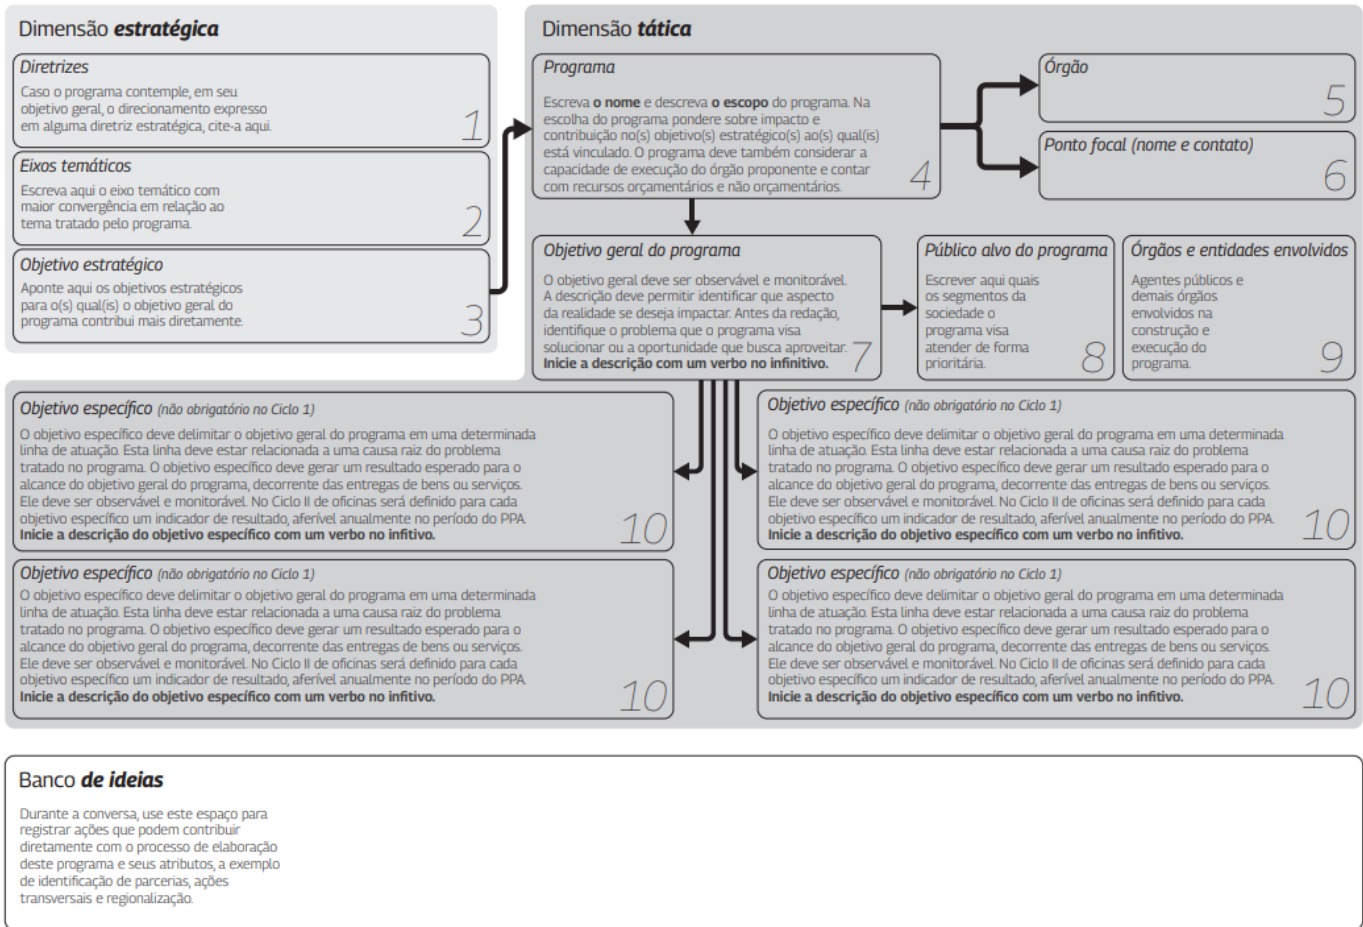 Dimensão estratégica
Diretrizes
Caso o programa contemple, em seu
objetivo geral, o direcionamento expresso
em alguma diretriz estratégica, cite-a aqui.
1
Eixos temáticos
Escreva aqui o eixo temático com
maior convergência em relação ao
tema tratado pelo programa.
2
Objetivo estratégico
Aponte aqui os objetivos estratégicos
para o(s) qual(is) o objetivo geral do
programa contribui mais diretamente.
3
Dimensão tática
Programa
Escreva o nome e descreva o escopo do programa. Na
escolha do programa pondere sobre impacto e
contribuição no(s) objetivo(s) estratégico(s) ao(s) qual(is)
está vinculado. O programa deve também considerar a
capacidade de execução do órgão proponente e contar
com recursos orçamentários e não orçamentários.
4
Órgão
5
Ponto focal (nome e contato)
6
Objetivo geral do programa
O objetivo geral deve ser observável e monitorável.
A descrição deve permitir identificar que aspecto
da realidade se deseja impactar. Antes da redação,
identifique o problema que o programa visa
solucionar ou a oportunidade que busca aproveitar.
Inicie a descrição com um verbo no infinitivo.
7
Público alvo do programa
Escrever aqui quais
os segmentos da
sociedade o
programa visa
atender de forma
prioritária.
8
Órgãos e entidades envolvidos
Agentes públicos e
demais órgãos
envolvidos na
construção e
execução do
programa.
9
Objetivo específico (não obrigatório no Ciclo 1)
O objetivo específico deve delimitar o objetivo geral do programa em uma determinada
linha de atuação. Esta linha deve estar relacionada a uma causa raiz do problema
tratado no programa. O objetivo específico deve gerar um resultado esperado para o
alcance do objetivo geral do programa, decorrente das entregas de bens ou serviços.
Ele deve ser observável e monitorável. No Ciclo II de oficinas será definido para cada
objetivo específico um indicador de resultado, aferível anualmente no período do PPA.
Inicie a descrição do objetivo específico com um verbo no infitivo.
10
Objetivo específico (não obrigatório no Ciclo 1)
O objetivo específico deve delimitar o objetivo geral do programa em uma determinada
linha de atuação. Esta linha deve estar relacionada a uma causa raiz do problema
tratado no programa. O objetivo específico deve gerar um resultado esperado para o
alcance do objetivo geral do programa, decorrente das entregas de bens ou serviços.
Ele deve ser observável e monitorável. No Ciclo II de oficinas será definido para cada
objetivo específico um indicador de resultado, aferível anualmente no período do PPA.
Inicie a descrição do objetivo específico com um verbo no infitivo.
10
Objetivo específico (não obrigatório no Ciclo 1)
O objetivo específico deve delimitar o objetivo geral do programa em uma determinada
linha de atuação. Esta linha deve estar relacionada a uma causa raiz do problema
tratado no programa. O objetivo específico deve gerar um resultado esperado para o
alcance do objetivo geral do programa, decorrente das entregas de bens ou serviços.
Ele deve ser observável e monitorável. No Ciclo II de oficinas será definido para cada
objetivo específico um indicador de resultado, aferível anualmente no período do PPA.
Inicie a descrição do objetivo específico com um verbo no infitivo.
10
Objetivo específico (não obrigatório no Ciclo 1)
O objetivo específico deve delimitar o objetivo geral do programa em uma determinada
linha de atuação. Esta linha deve estar relacionada a uma causa raiz do problema
tratado no programa. O objetivo específico deve gerar um resultado esperado para o
alcance do objetivo geral do programa, decorrente das entregas de bens ou serviços.
Ele deve ser observável e monitorável. No Ciclo II de oficinas será definido para cada
objetivo específico um indicador de resultado, aferível anualmente no período do PPA.
Inicie a descrição do objetivo específico com um verbo no infitivo.
10
Banco de ideias
Durante a conversa, use este espaço para
registrar ações que podem contribuir
diretamente com o processo de elaboração
deste programa e seus atributos, a exemplo
de identificação de parcerias, ações
transversais e regionalização.